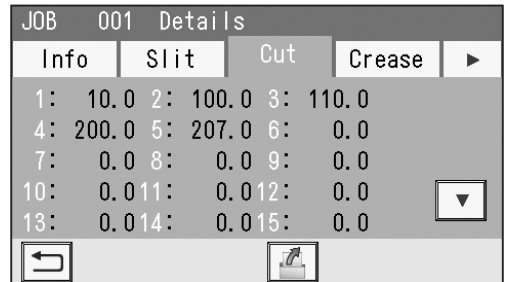 JOB 001 Details
Info Slit Cut Crease ▶
1: 10.0 2: 100.0 3: 110.0
4: 200.0 5: 207.0 6: 0.0
7: 0.0 8: 0.0 9: 0.0
10: 0.0 11: 0.0 12: 0.0
13: 0.0 14: 0.0 15: 0.0